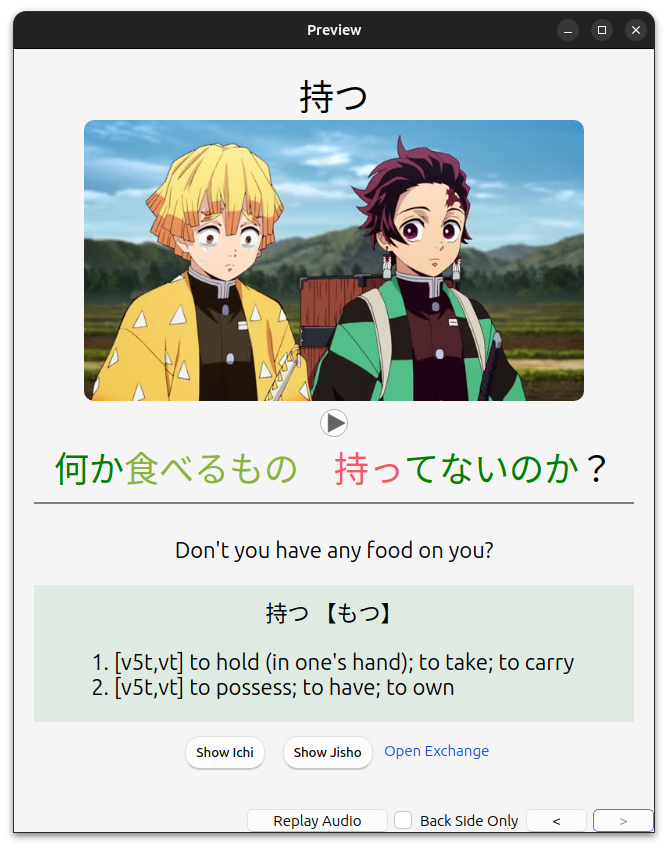 Preview
持つ
何か食べるもの　持ってないのか？
Don't you have any food on you?
持つ 【もつ】
1. [v5t,vt] to hold (in one's hand); to take; to carry
2. [v5t,vt] to possess; to have; to own
Show Ichi Show Jisho Open Exchange
Replay Audio Back Side Only < >